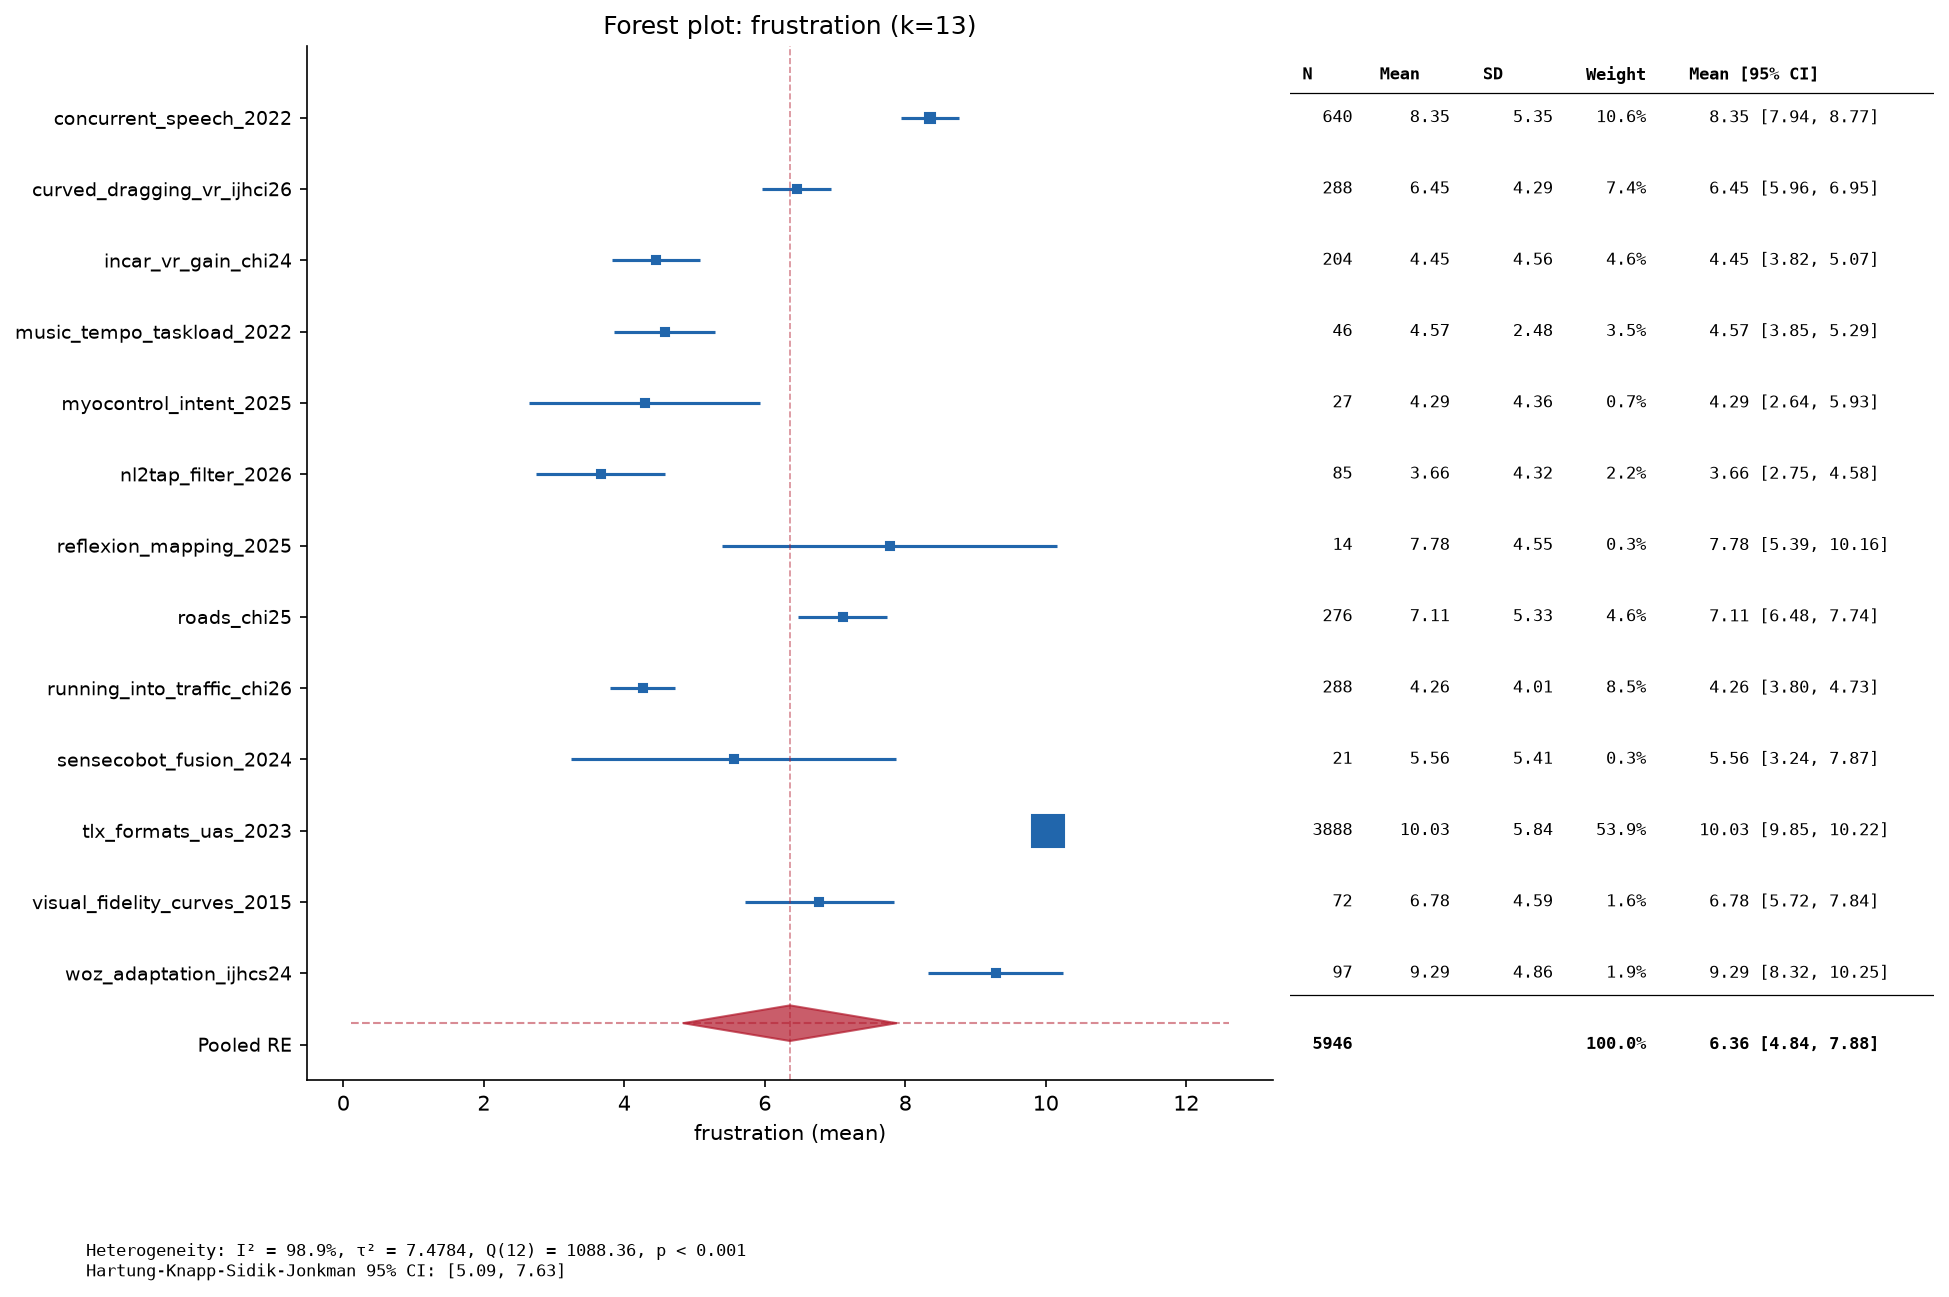 Forest plot: frustration (k=13)
N Mean SD Weight Mean [95% CI]
concurrent_speech_2022 640 8.35 5.35 10.6% 8.35 [7.94, 8.77]
curved_dragging_vr_ijhci26 288 6.45 4.29 7.4% 6.45 [5.96, 6.95]
incar_vr_gain_chi24 204 4.45 4.56 4.6% 4.45 [3.82, 5.07]
music_tempo_taskload_2022 46 4.57 2.48 3.5% 4.57 [3.85, 5.29]
myocontrol_intent_2025 27 4.29 4.36 0.7% 4.29 [2.64, 5.93]
nl2tap_filter_2026 85 3.66 4.32 2.2% 3.66 [2.75, 4.58]
reflexion_mapping_2025 14 7.78 4.55 0.3% 7.78 [5.39, 10.16]
roads_chi25 276 7.11 5.33 4.6% 7.11 [6.48, 7.74]
running_into_traffic_chi26 288 4.26 4.01 8.5% 4.26 [3.80, 4.73]
sensecobot_fusion_2024 21 5.56 5.41 0.3% 5.56 [3.24, 7.87]
tlx_formats_uas_2023 3888 10.03 5.84 53.9% 10.03 [9.85, 10.22]
visual_fidelity_curves_2015 72 6.78 4.59 1.6% 6.78 [5.72, 7.84]
woz_adaptation_ijhcs24 97 9.29 4.86 1.9% 9.29 [8.32, 10.25]
Pooled RE 5946 100.0% 6.36 [4.84, 7.88]
0 2 4 6 8 10 12
frustration (mean)
Heterogeneity: I² = 98.9%, τ² = 7.4784, Q(12) = 1088.36, p < 0.001
Hartung-Knapp-Sidik-Jonkman 95% CI: [5.09, 7.63]